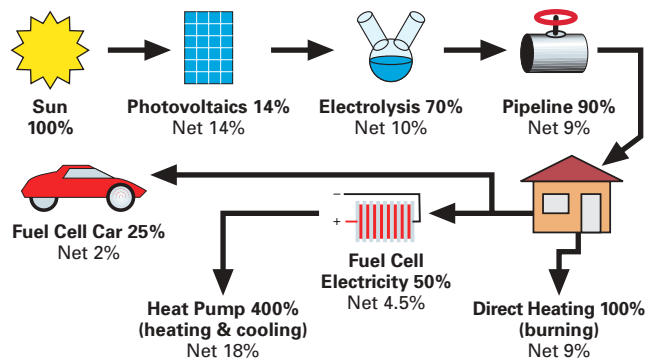 Sun
100%
Photovoltaics 14%
Net 14%
Electrolysis 70%
Net 10%
Pipeline 90%
Net 9%
Fuel Cell Car 25%
Net 2%
–
+
Fuel Cell
Electricity 50%
Net 4.5%
Heat Pump 400%
(heating & cooling)
Net 18%
Direct Heating 100%
(burning)
Net 9%